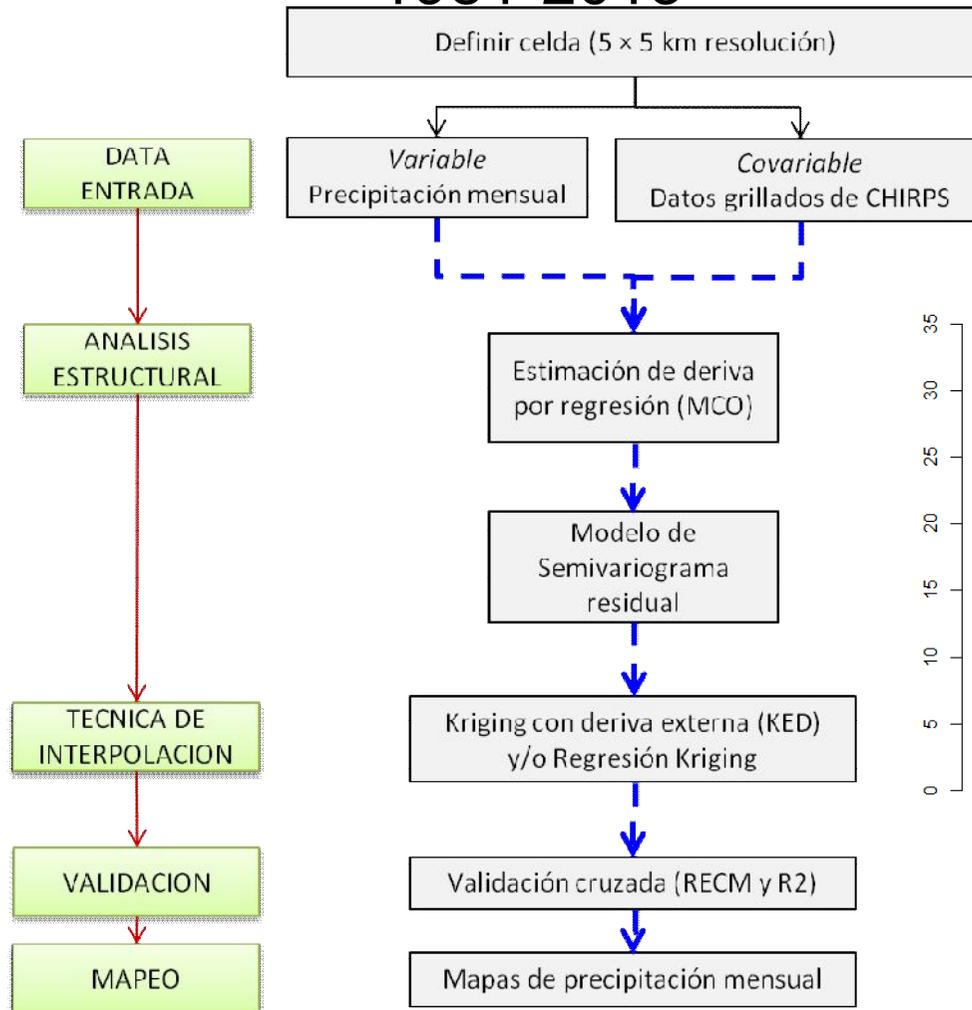 Definir celda (5 × 5 km resolución)
DATA
ENTRADA
Variable
Precipitación mensual
Covariable
Datos grillados de CHIRPS
ANALISIS
ESTRUCTURAL
Estimación de deriva
por regresión (MCO)
Modelo de
Semivariograma
residual
TECNICA DE
INTERPOLACION
Kriging con deriva externa (KED)
y/o Regresión Kriging
VALIDACION
Validación cruzada (RECM y R2)
MAPEO
Mapas de precipitación mensual
35
30
25
20
15
10
5
0